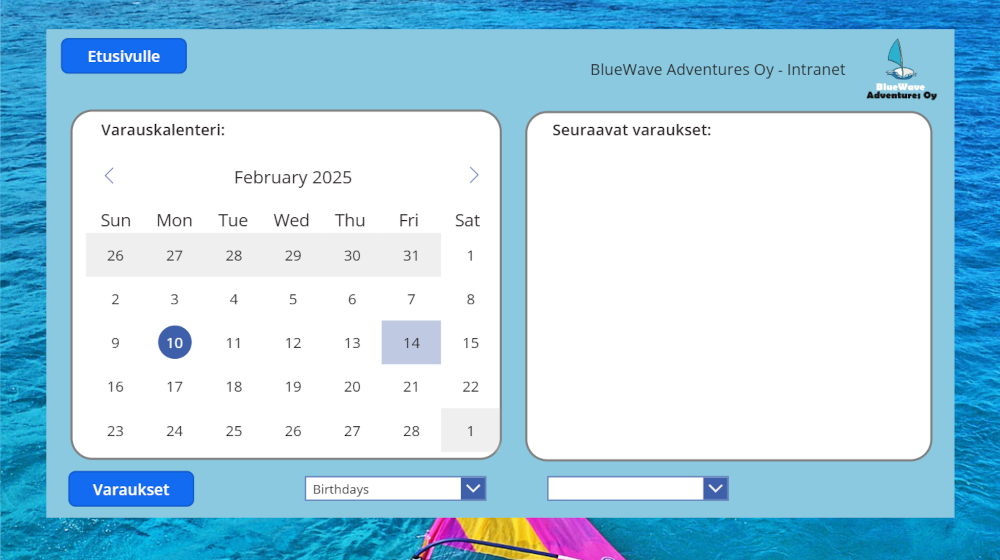 Etusivulle
BlueWave Adventures Oy - Intranet
BlueWave
Adventures Oy
Varauskalenteri:
February 2025
Sun Mon Tue Wed Thu Fri Sat
26 27 28 29 30 31 1
2 3 4 5 6 7 8
9 10 11 12 13 14 15
16 17 18 19 20 21 22
23 24 25 26 27 28 1
Seuraavat varaukset:
Varaukset
Birthdays